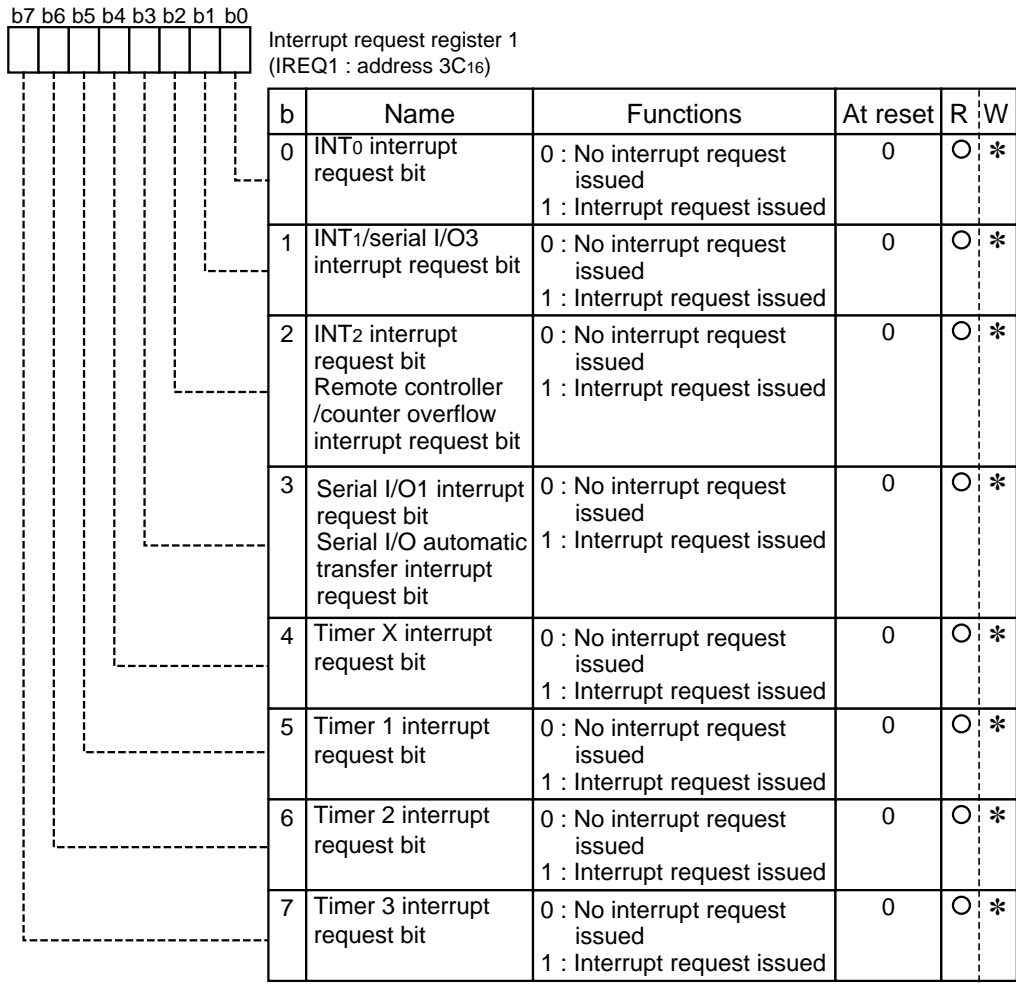 b7 b6 b5 b4 b3 b2 b1 b0
Interrupt request register 1
(IREQ1 : address 3C16)
b Name Functions At reset R W
0 INT0 interrupt request bit 0 : No interrupt request issued 1 : Interrupt request issued 0 O *
1 INT1/serial I/O3 interrupt request bit 0 : No interrupt request issued 1 : Interrupt request issued 0 O *
2 INT2 interrupt request bit Remote controller /counter overflow interrupt request bit 0 : No interrupt request issued 1 : Interrupt request issued 0 O *
3 Serial I/O1 interrupt request bit Serial I/O automatic transfer interrupt request bit 0 : No interrupt request issued 1 : Interrupt request issued 0 O *
4 Timer X interrupt request bit 0 : No interrupt request issued 1 : Interrupt request issued 0 O *
5 Timer 1 interrupt request bit 0 : No interrupt request issued 1 : Interrupt request issued 0 O *
6 Timer 2 interrupt request bit 0 : No interrupt request issued 1 : Interrupt request issued 0 O *
7 Timer 3 interrupt request bit 0 : No interrupt request issued 1 : Interrupt request issued 0 O *